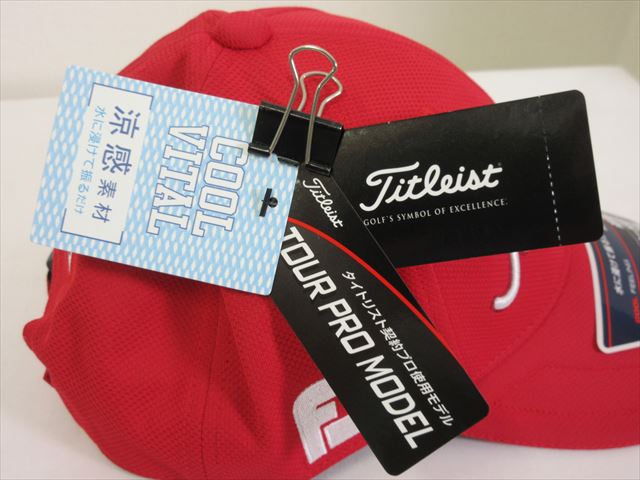 COOL
VITAL
涼感素材
水に濡けて振るだけ
Titleist
GOLF'S SYMBOL OF EXCELLENCE.
Titleist
TOUR PRO MODEL
タイトリスト契約プロ使用モデル
FEELING